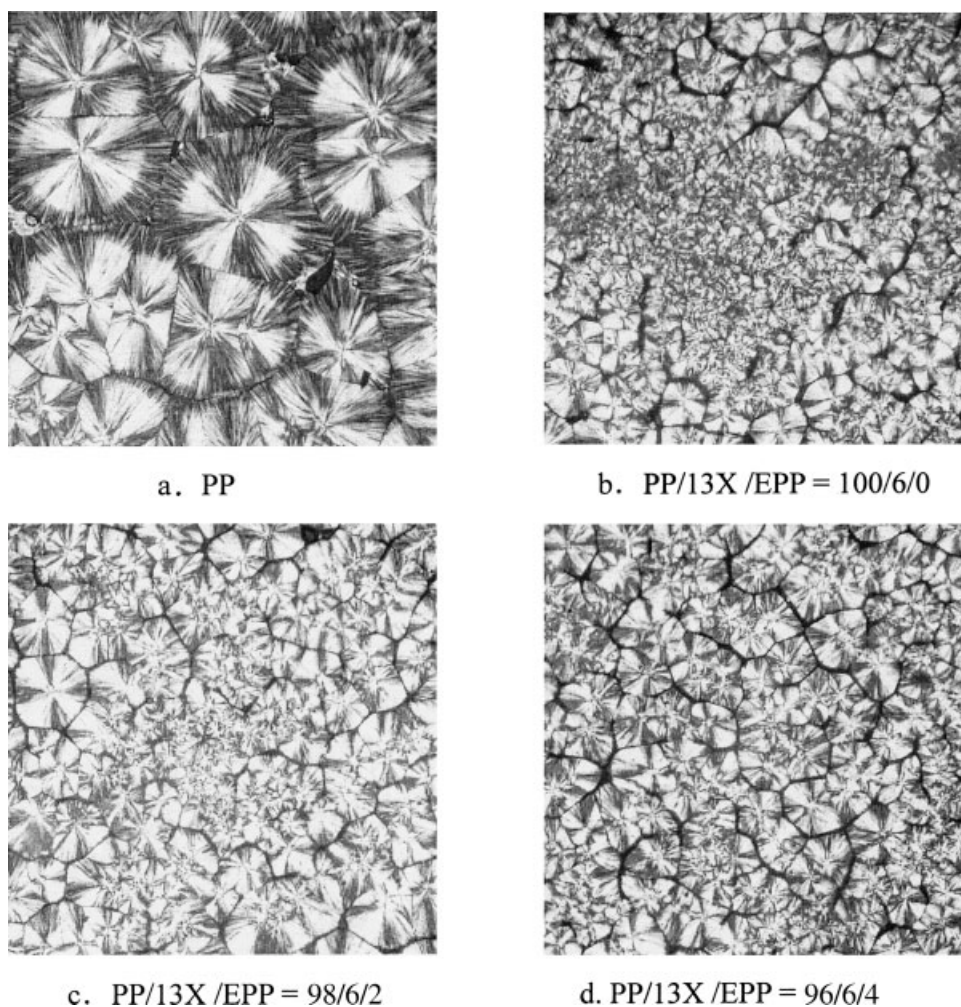 a. PP
b. PP/13X /EPP = 100/6/0
c. PP/13X /EPP = 98/6/2
d. PP/13X /EPP = 96/6/4